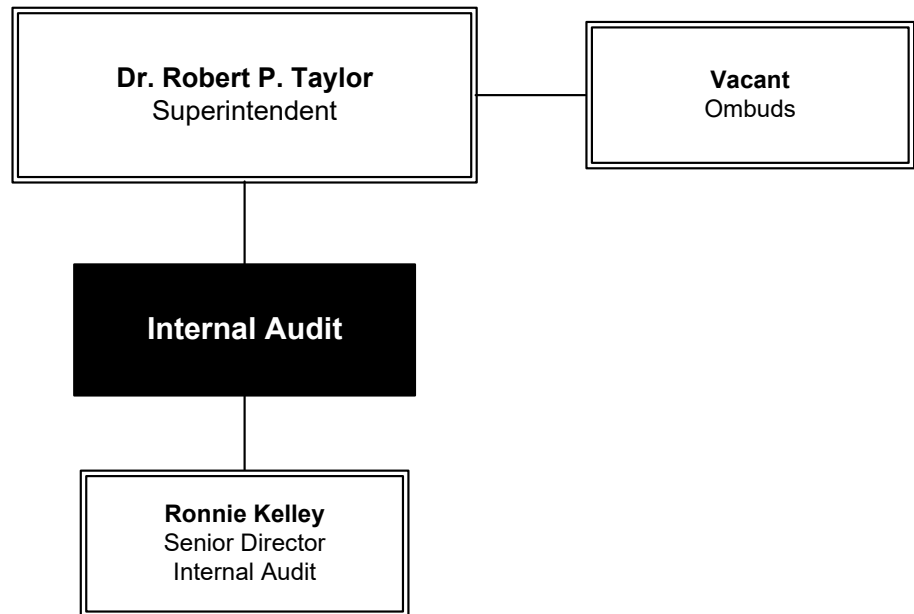 Dr. Robert P. Taylor
Superintendent
Vacant
Ombuds
Internal Audit
Ronnie Kelley
Senior Director
Internal Audit